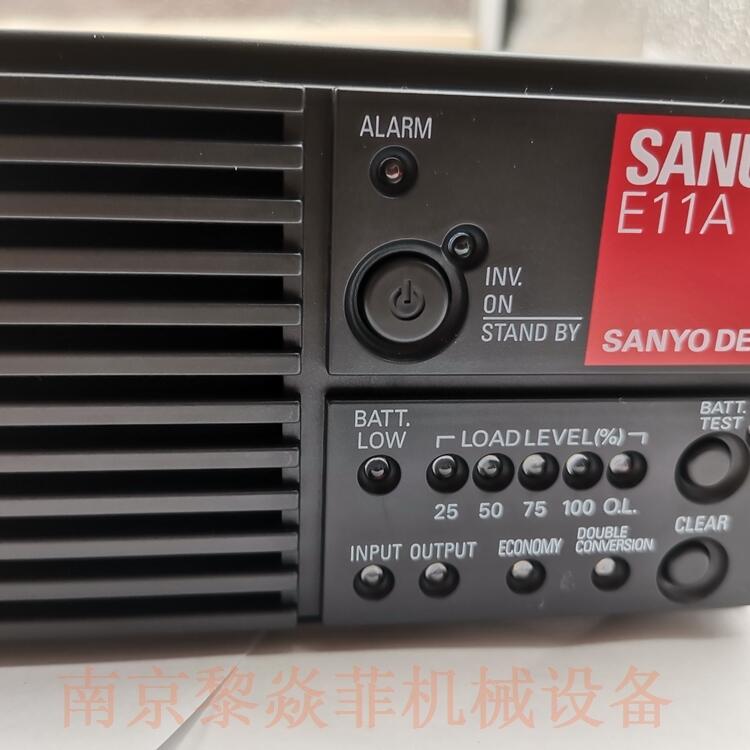 ALARM
SANU
E11A
INV.
ON
STAND BY
SANYO DE
BATT.
LOW
LOAD LEVEL(%)
25 50 75 100 O.L.
BATT.
TEST
INPUT OUTPUT ECONOMY DOUBLE
CONVERSION
CLEAR
南京黎焱菲机械设备